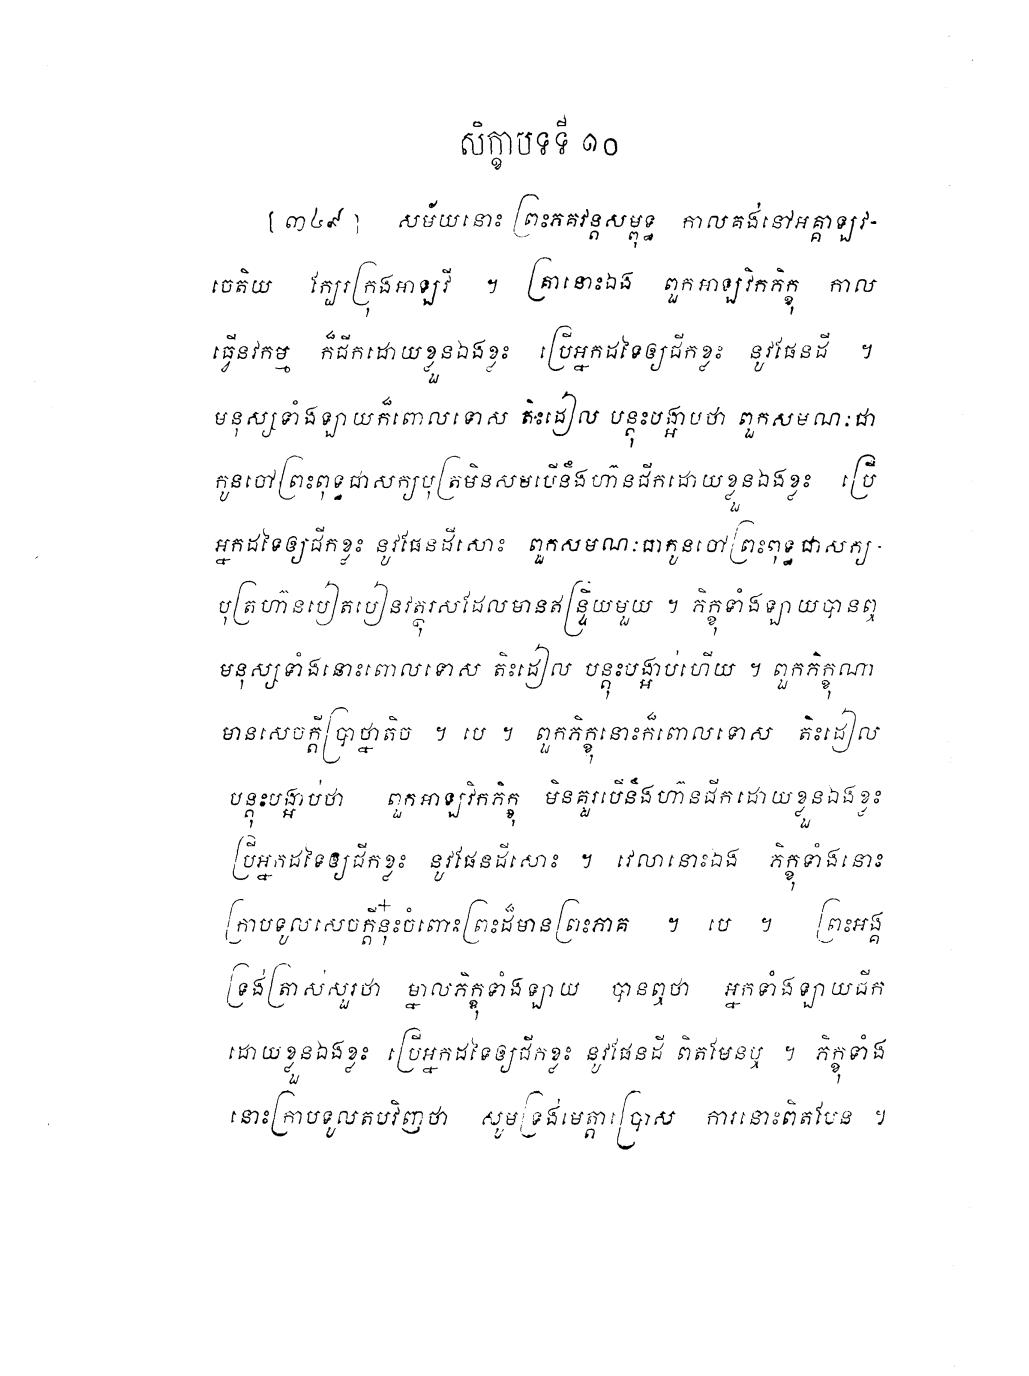 សិក្ខាបទទី ១០
[ ៣៤៩ ] សម័យនោះ ព្រះភគវន្តសម្ពុទ្ធ កាលគង់នៅអគ្គាឡវ-
ចេតិយ ក្បែរក្រុងអាឡវី ។ គ្រានោះឯង ពួកអាឡវិកភិក្ខុ កាល
ធ្វើនវកម្ម ក៏ជីកដោយខ្លួនឯងខ្លះ ប្រើអ្នកដទៃឲ្យជីកខ្លះ នូវផែនដី ។
មនុស្សទាំងឡាយក៏ពោលទោស តិះដៀល បន្តុះបង្អាបថា ពួកសមណៈជា
កូនចៅព្រះពុទ្ធជាសក្យបុត្រមិនសមបើនឹងហ៊ានជីកដោយខ្លួនឯងខ្លះ ប្រើ
អ្នកដទៃឲ្យជីកខ្លះ នូវផែនដីសោះ ពួកសមណៈជាកូនចៅព្រះពុទ្ធជាសក្យ-
បុត្រហ៊ានបៀតបៀនវត្ថុរស់ដែលមានឥន្ទ្រិយមួយ ។ ភិក្ខុទាំងឡាយបានឮ
មនុស្សទាំងនោះពោលទោស តិះដៀល បន្តុះបង្អាប់ហើយ ។ ពួកភិក្ខុណា
មានសេចក្តីប្រាថ្នាតិច ។ បេ ។ ពួកភិក្ខុនោះក៏ពោលទោស តិះដៀល
បន្តុះបង្អាប់ថា ពួកអាឡវិកភិក្ខុ មិនគួរបើនឹងហ៊ានជីកដោយខ្លួនឯងខ្លះ
ប្រើអ្នកដទៃឲ្យជីកខ្លះ នូវផែនដីសោះ ។ វេលានោះឯង ភិក្ខុទាំងនោះ
ក្រាបទូលសេចក្តីនុ៎ះចំពោះព្រះដ៏មានព្រះភាគ ។ បេ ។ ព្រះអង្គ
ទ្រង់ត្រាស់សួរថា ម្នាលភិក្ខុទាំងឡាយ បានឮថា អ្នកទាំងឡាយជីក
ដោយខ្លួនឯងខ្លះ ប្រើអ្នកដទៃឲ្យជីកខ្លះ នូវផែនដី ពិតមែនឬ ។ ភិក្ខុទាំង
នោះក្រាបទូលតបវិញថា សូមទ្រង់មេត្តាប្រោស ការនោះពិតមែន ។